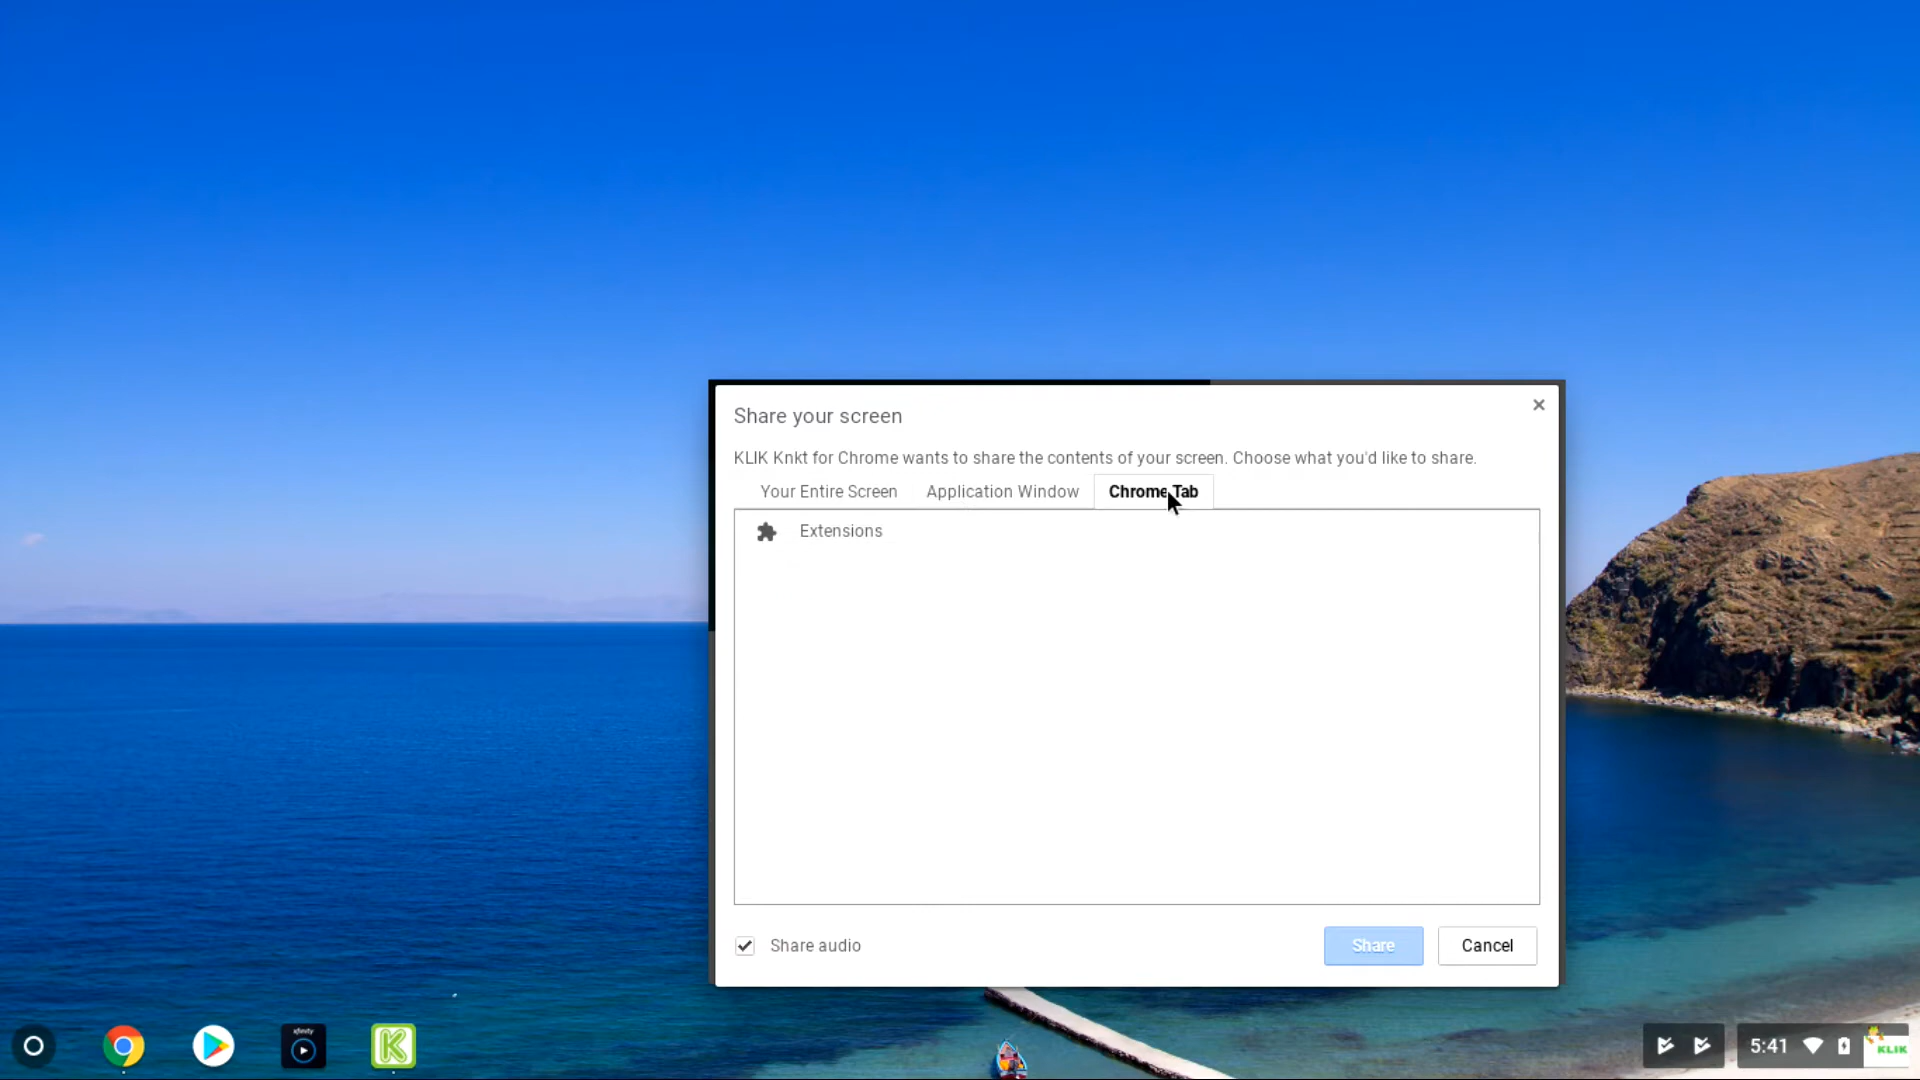 Share your screen
KLIK Knkt for Chrome wants to share the contents of your screen. Choose what you'd like to share.
Your Entire Screen Application Window Chrome Tab
Extensions
Share audio Share Cancel
xfinity
K
5:41
KLIK